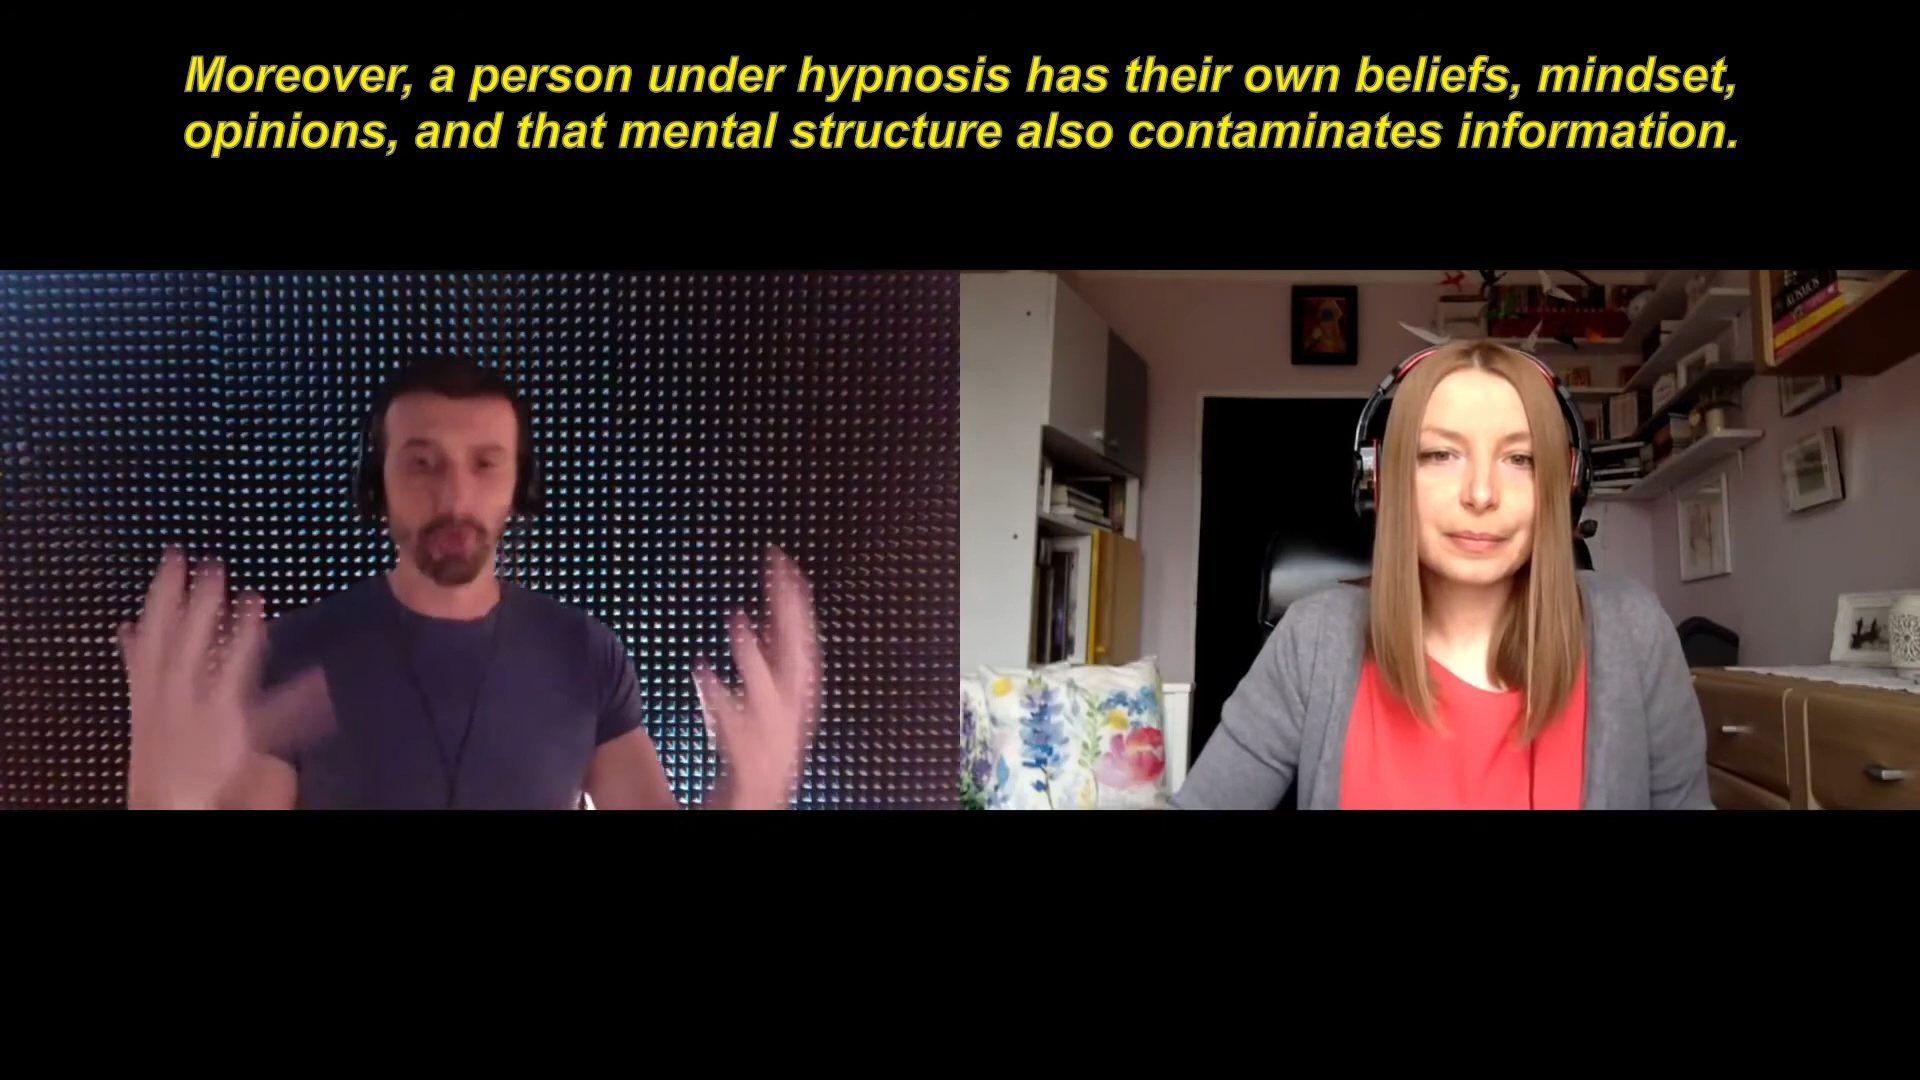 Moreover, a person under hypnosis has their own beliefs, mindset,
opinions, and that mental structure also contaminates information.